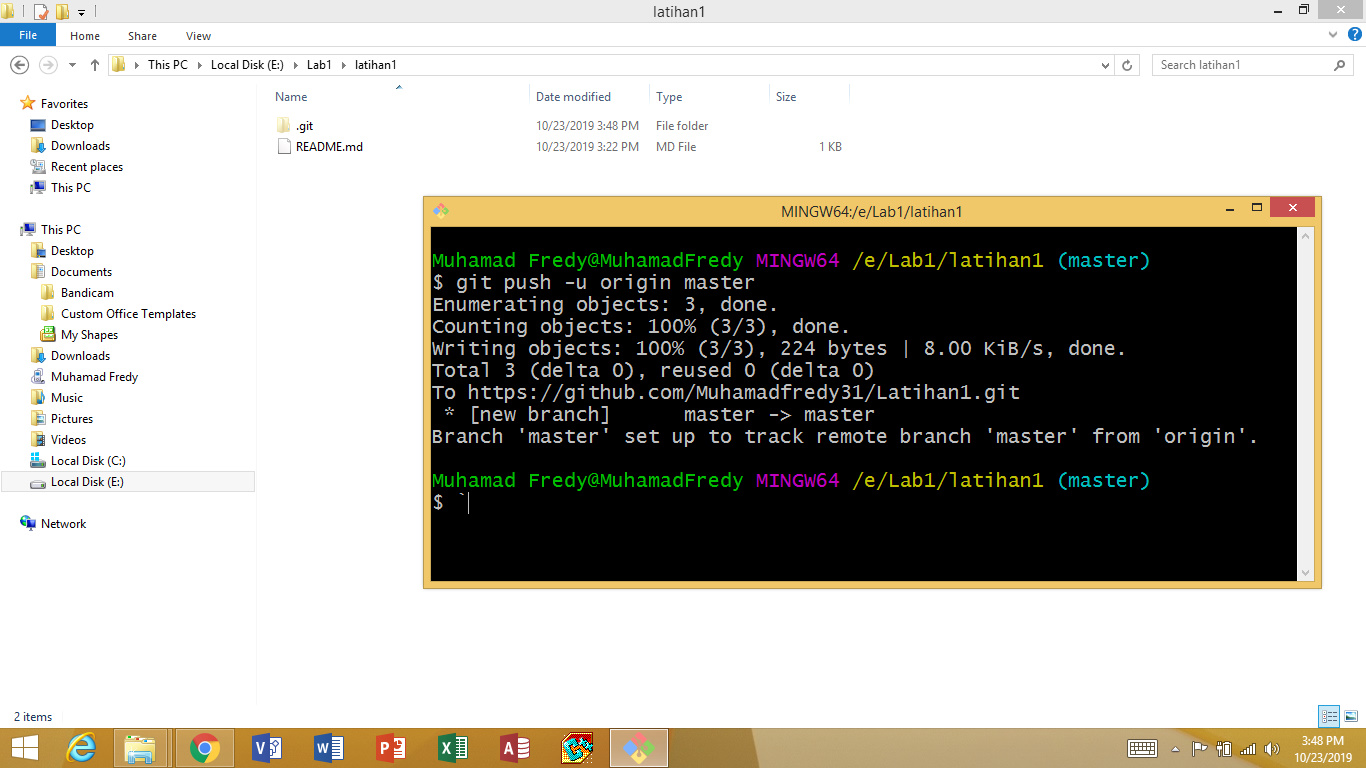 latihan1
File Home Share View
This PC Local Disk (E:) Lab1 latihan1
Search latihan1
Name Date modified Type Size
.git 10/23/2019 3:48 PM File folder
README.md 10/23/2019 3:22 PM MD File 1 KB
Favorites
Desktop
Downloads
Recent places
This PC
This PC
Desktop
Documents
Bandicam
Custom Office Templates
My Shapes
Downloads
Muhamad Fredy
Music
Pictures
Videos
Local Disk (C:)
Local Disk (E:)
Network
MINGW64:/e/Lab1/latihan1
Muhamad Fredy@MuhamadFredy MINGW64 /e/Lab1/latihan1 (master)
$ git push -u origin master
Enumerating objects: 3, done.
Counting objects: 100% (3/3), done.
Writing objects: 100% (3/3), 224 bytes | 8.00 KiB/s, done.
Total 3 (delta 0), reused 0 (delta 0)
To https://github.com/Muhamadfredy31/Latihan1.git
* [new branch] master -> master
Branch 'master' set up to track remote branch 'master' from 'origin'.
Muhamad Fredy@MuhamadFredy MINGW64 /e/Lab1/latihan1 (master)
$ `
2 items
3:48 PM
10/23/2019